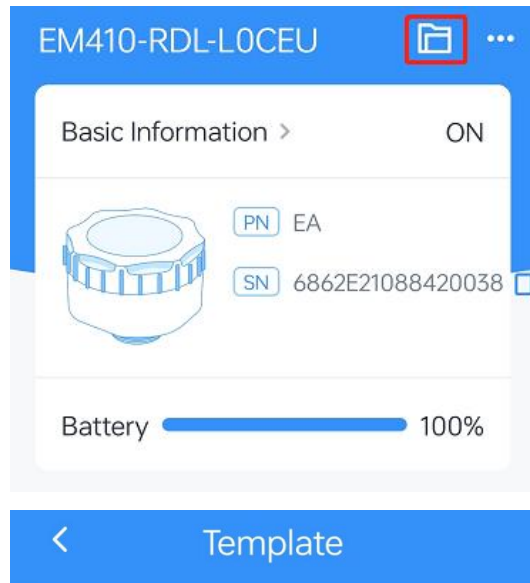 EM410-RDL-L0CEU
Basic Information > ON
PN EA
SN 6862E21088420038
Battery 100%
Template